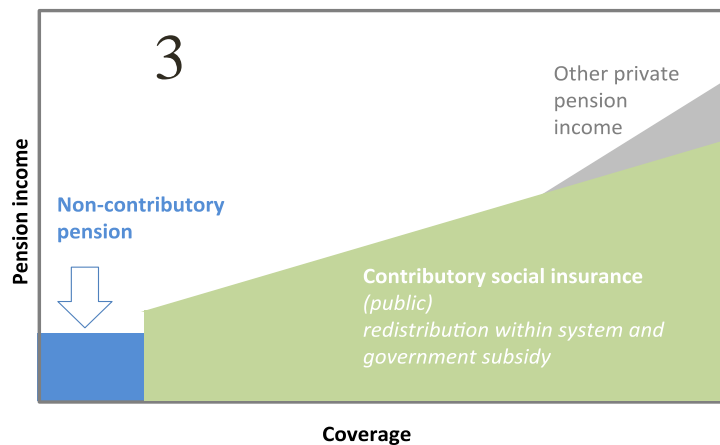 3
Other private
pension
income
Non-contributory
pension
Pension income
Contributory social insurance
(public)
redistribution within system and
government subsidy
Coverage